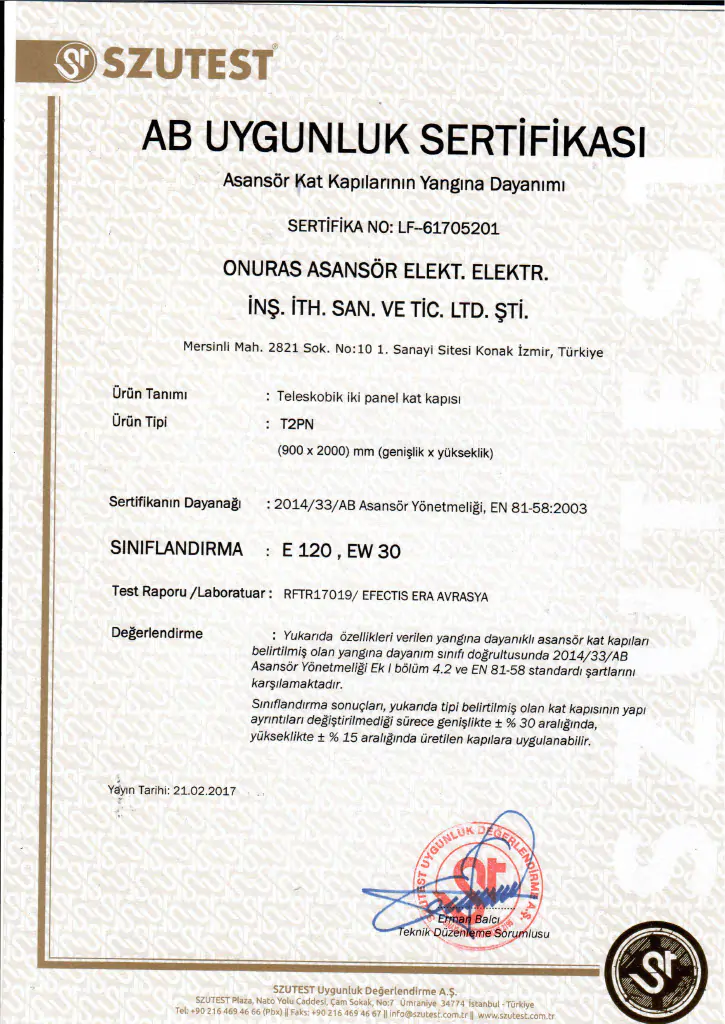 SZUTEST®
AB UYGUNLUK SERTİFİKASI
Asansör Kat Kapılarının Yangına Dayanımı
SERTİFİKA NO: LF--61705201
ONURAS ASANSÖR ELEKT. ELEKTR.
İNŞ. İTH. SAN. VE TİC. LTD. ŞTİ.
Mersinli Mah. 2821 Sok. No:10 1. Sanayi Sitesi Konak İzmir, Türkiye
Ürün Tanımı : Teleskobik iki panel kat kapısı
Ürün Tipi : T2PN
(900 x 2000) mm (genişlik x yükseklik)
Sertifikanın Dayanağı : 2014/33/AB Asansör Yönetmeliği, EN 81-58:2003
SINIFLANDIRMA : E 120 , EW 30
Test Raporu /Laboratuar : RFTR17019/ EFECTIS ERA AVRASYA
Değerlendirme : Yukarıda özellikleri verilen yangına dayanıklı asansör kat kapıları
belirtilmiş olan yangına dayanım sınıfı doğrultusunda 2014/33/AB
Asansör Yönetmeliği Ek I bölüm 4.2 ve EN 81-58 standardı şartlarını
karşılamaktadır.
Sınıflandırma sonuçları, yukarıda tipi belirtilmiş olan kat kapısının yapı
ayrıntıları değiştirilmediği sürece genişlikte ± % 30 aralığında,
yükseklikte ± % 15 aralığında üretilen kapılara uygulanabilir.
Yayın Tarihi: 21.02.2017
SZUTEST UYGUNLUK DEĞERLENDİRME A.Ş.
Erman Balcı
Teknik Düzenleme Sorumlusu
SZUTEST
SZUTEST Uygunluk Değerlendirme A.Ş.
SZUTEST Plaza, Nato Yolu Caddesi, Çam Sokak, No:7 Ümraniye 34774 İstanbul - Türkiye
Tel: +90 216 469 46 66 (Pbx) || Faks: +90 216 469 46 67 || info@szutest.com.tr || www.szutest.com.tr